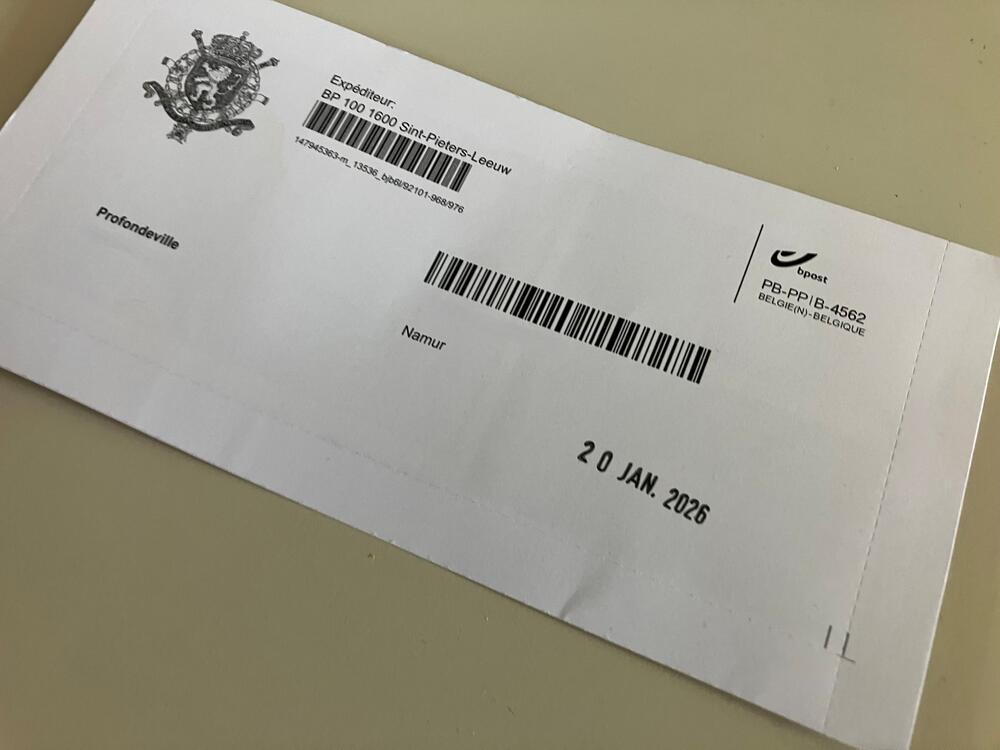 Expéditeur:
BP 100 1600 Sint-Pieters-Leeuw
147945363-m_13536_bjb6l/92101-968/976
Profondeville
bpost
PB-PP|B-4562
BELGIE(N)-BELGIQUE
Namur
20 JAN. 2026